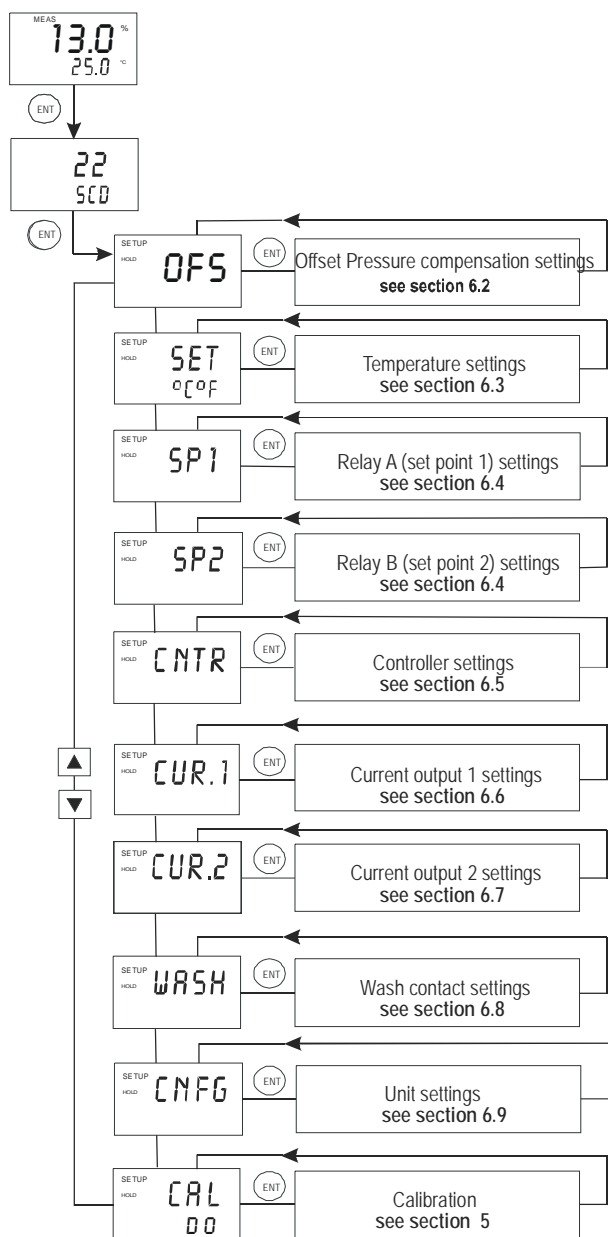 MEAS
13.0 %
25.0 °C
ENT
22
SCD
ENT
SETUP
HOLD
OFS
ENT
Offset Pressure compensation settings
see section 6.2
SETUP
HOLD
SET
°C°F
ENT
Temperature settings
see section 6.3
SETUP
HOLD
SP1
ENT
Relay A (set point 1) settings
see section 6.4
SETUP
HOLD
SP2
ENT
Relay B (set point 2) settings
see section 6.4
SETUP
HOLD
CNTR
ENT
Controller settings
see section 6.5
SETUP
HOLD
CUR.1
ENT
Current output 1 settings
see section 6.6
SETUP
HOLD
CUR.2
ENT
Current output 2 settings
see section 6.7
SETUP
HOLD
WASH
ENT
Wash contact settings
see section 6.8
SETUP
HOLD
CNFG
ENT
Unit settings
see section 6.9
SETUP
HOLD
CAL
DO
ENT
Calibration
see section 5